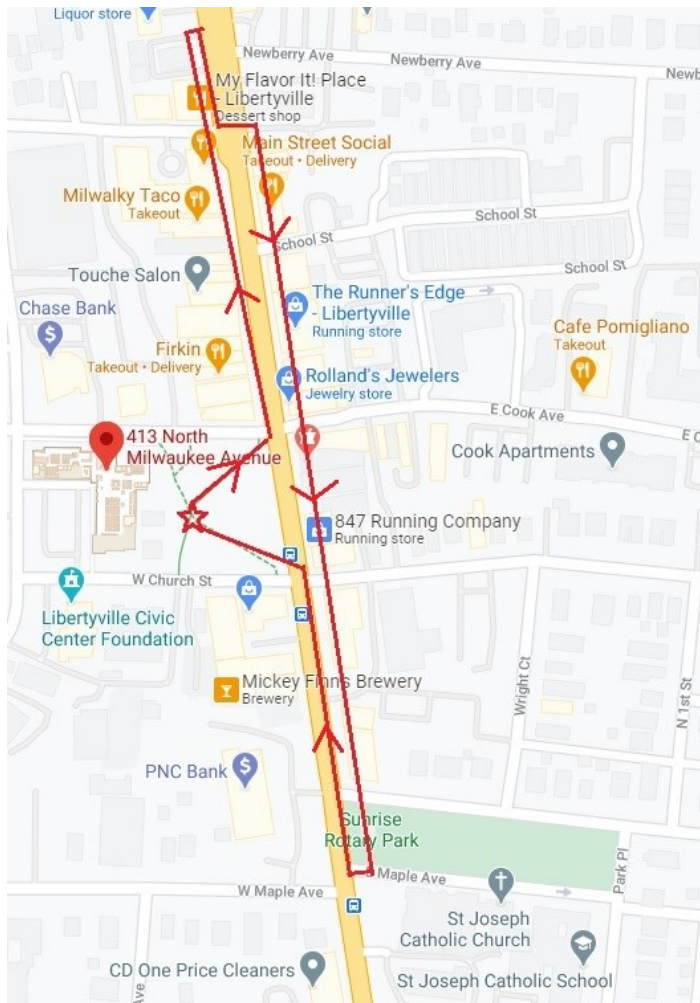 Liquor store
Newberry Ave
Newberry Ave
Newb
My Flavor It! Place
- Libertyville
Dessert shop
Main Street Social
Takeout • Delivery
Milwalky Taco
Takeout
School St
School St
School St
Touche Salon
The Runner's Edge
- Libertyville
Running store
Chase Bank
Cafe Pomigliano
Takeout
Firkin
Takeout • Delivery
Rolland's Jewelers
Jewelry store
E Cook Ave
E C
413 North
Milwaukee Avenue
Cook Apartments
847 Running Company
Running store
W Church St
Libertyville Civic
Center Foundation
Mickey Finns Brewery
Brewery
Wright Ct
N 1st St
PNC Bank
Sunrise
Rotary Park
Park Pl
W Maple Ave
Maple Ave
St Joseph
Catholic Church
CD One Price Cleaners
St Joseph Catholic School